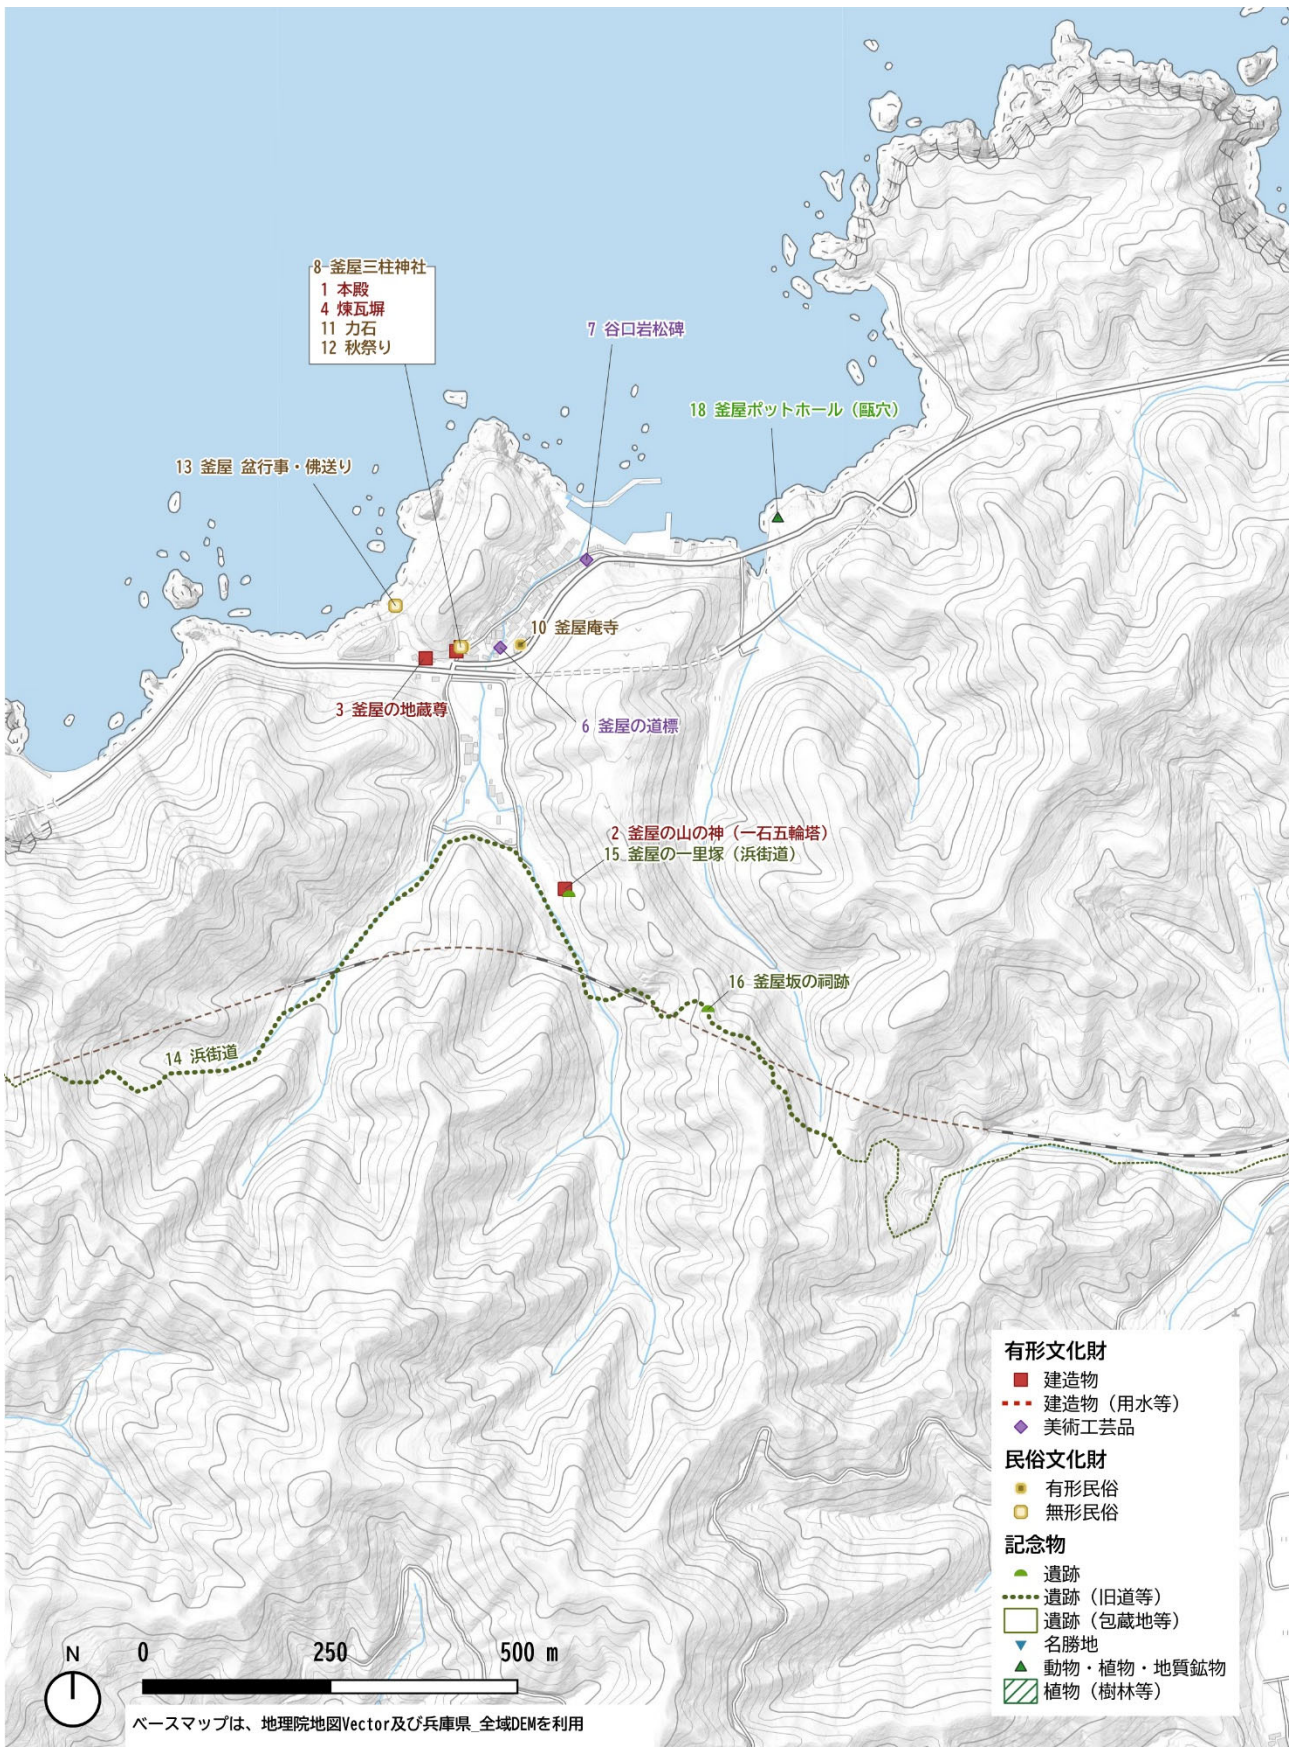 8 釜屋三柱神社
1 本殿
4 煉瓦塀
11 力石
12 秋祭り
7 谷口岩松碑
18 釜屋ポットホール（甌穴）
13 釜屋 盆行事・佛送り
10 釜屋庵寺
3 釜屋の地蔵尊
6 釜屋の道標
2 釜屋の山の神（一石五輪塔）
15 釜屋の一里塚（浜街道）
16 釜屋坂の祠跡
14 浜街道
有形文化財
建造物
建造物（用水等）
美術工芸品
民俗文化財
有形民俗
無形民俗
記念物
遺跡
遺跡（旧道等）
遺跡（包蔵地等）
名勝地
動物・植物・地質鉱物
植物（樹林等）
N 0 250 500 m
ベースマップは、地理院地図Vector及び兵庫県_全域DEMを利用